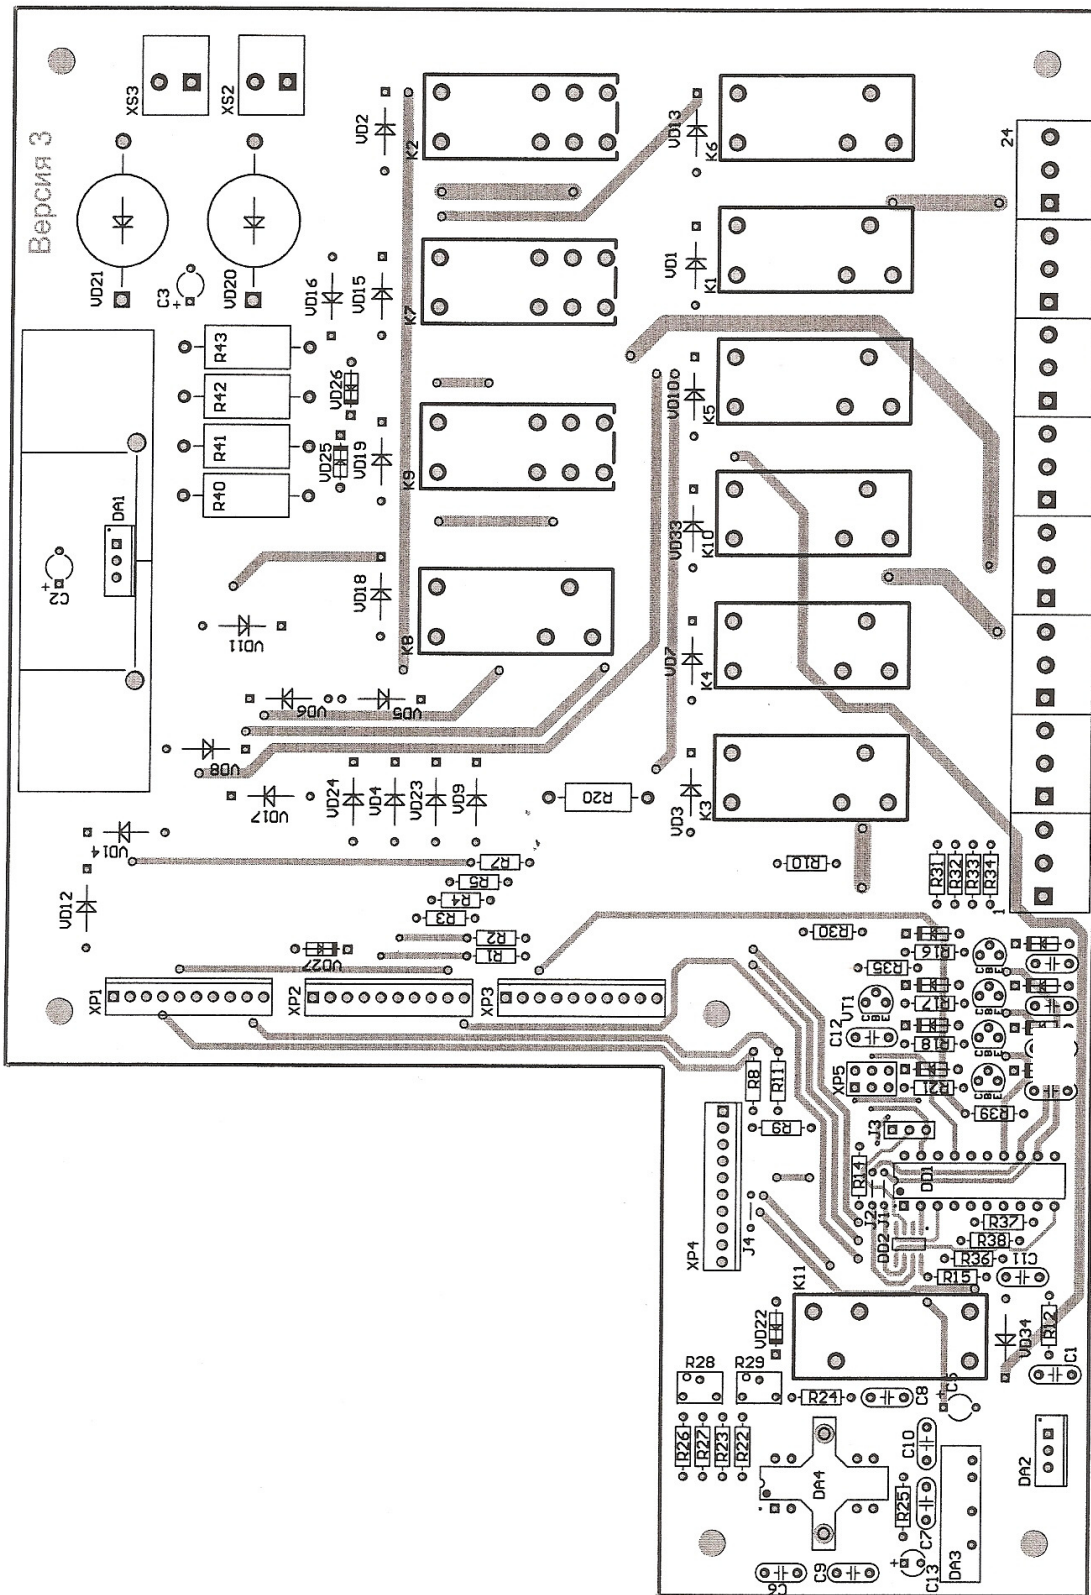 Версия 3
XS3
XS2
VD21
C3
VD20
VD2
K2
VD13
K6
24
VD16
VD15
K7
VD1
K1
R43
R42
R41
R40
VD26
VD25
VD19
K9
VD10
K5
DA1
C2
VD18
K8
VD33
K10
VD11
VD7
K4
VD6
VD5
VD8
VD17
VD24
VD4
VD23
VD9
R20
VD3
K3
VD14
VD12
R7
R5
R4
R3
R2
R1
R10
R31
R32
R33
R34
1
VD27
R30
R35
R16
C
B
E
XP1
XP2
XP3
VT1
C
B
E
R17
C
B
E
C12
R18
C
B
E
XP5
R21
C
B
E
R8
R11
R9
R39
J3
R14
DD1
XP4
J4
J2
J1
DD2
R37
R38
R36
R15
C11
K11
VD22
VD34
R12
R28
R29
R24
C8
C5
C1
R26
R27
R23
R22
DA4
C10
DA2
R25
C7
C6
C9
C13
DA3